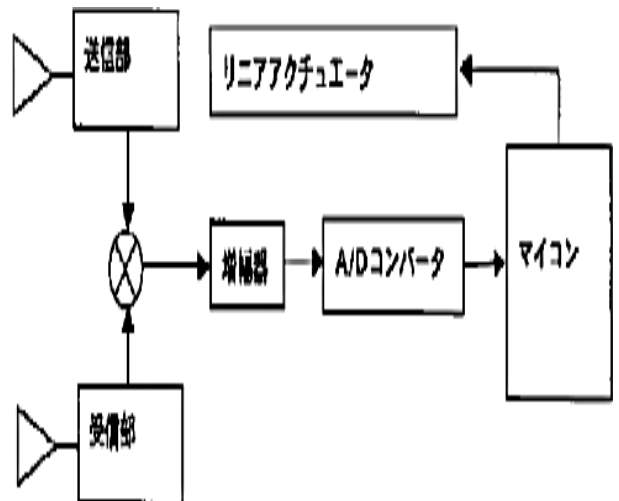 送信部
リニアアクチュエータ
増幅器
A/Dコンバータ
マイコン
受信部